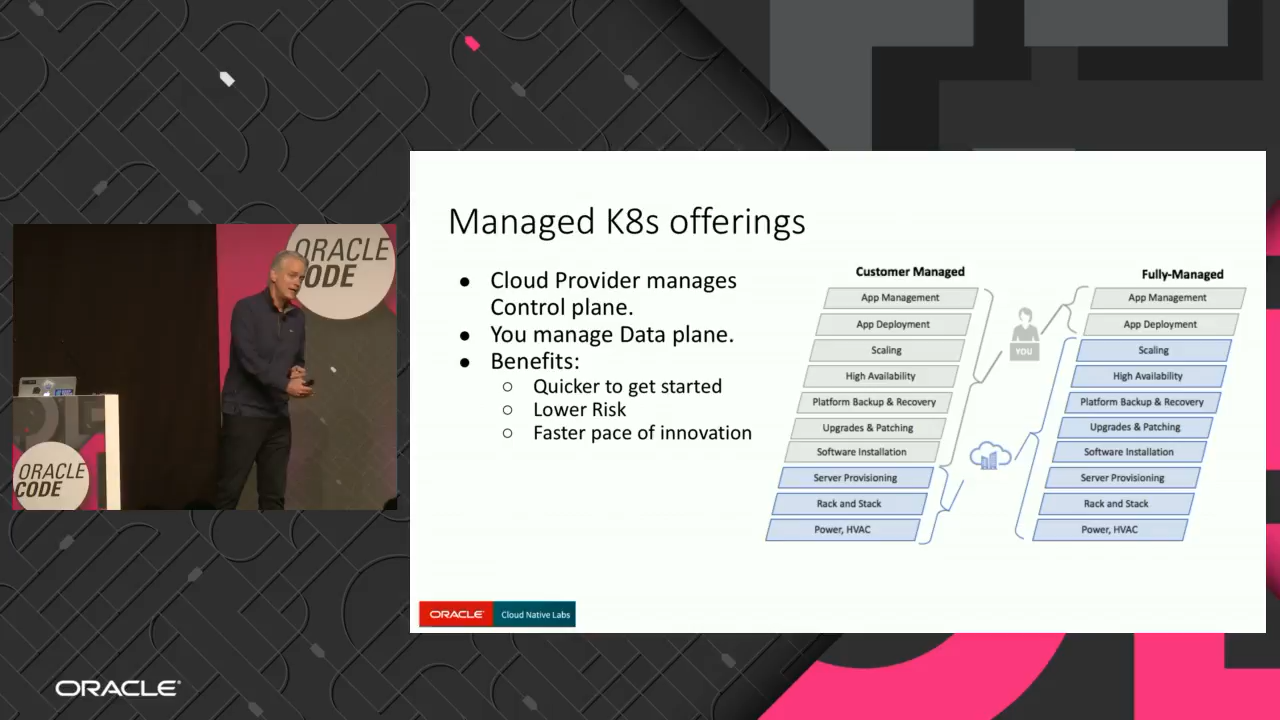 ORACLE
CODE
ORACLE
CODE
Managed K8s offerings
● Cloud Provider manages
Control plane.
● You manage Data plane.
● Benefits:
○ Quicker to get started
○ Lower Risk
○ Faster pace of innovation
Customer Managed
App Management
App Deployment
Scaling
High Availability
Platform Backup & Recovery
Upgrades & Patching
Software Installation
Server Provisioning
Rack and Stack
Power, HVAC
YOU
Fully-Managed
App Management
App Deployment
Scaling
High Availability
Platform Backup & Recovery
Upgrades & Patching
Software Installation
Server Provisioning
Rack and Stack
Power, HVAC
ORACLE® Cloud Native Labs
ORACLE®